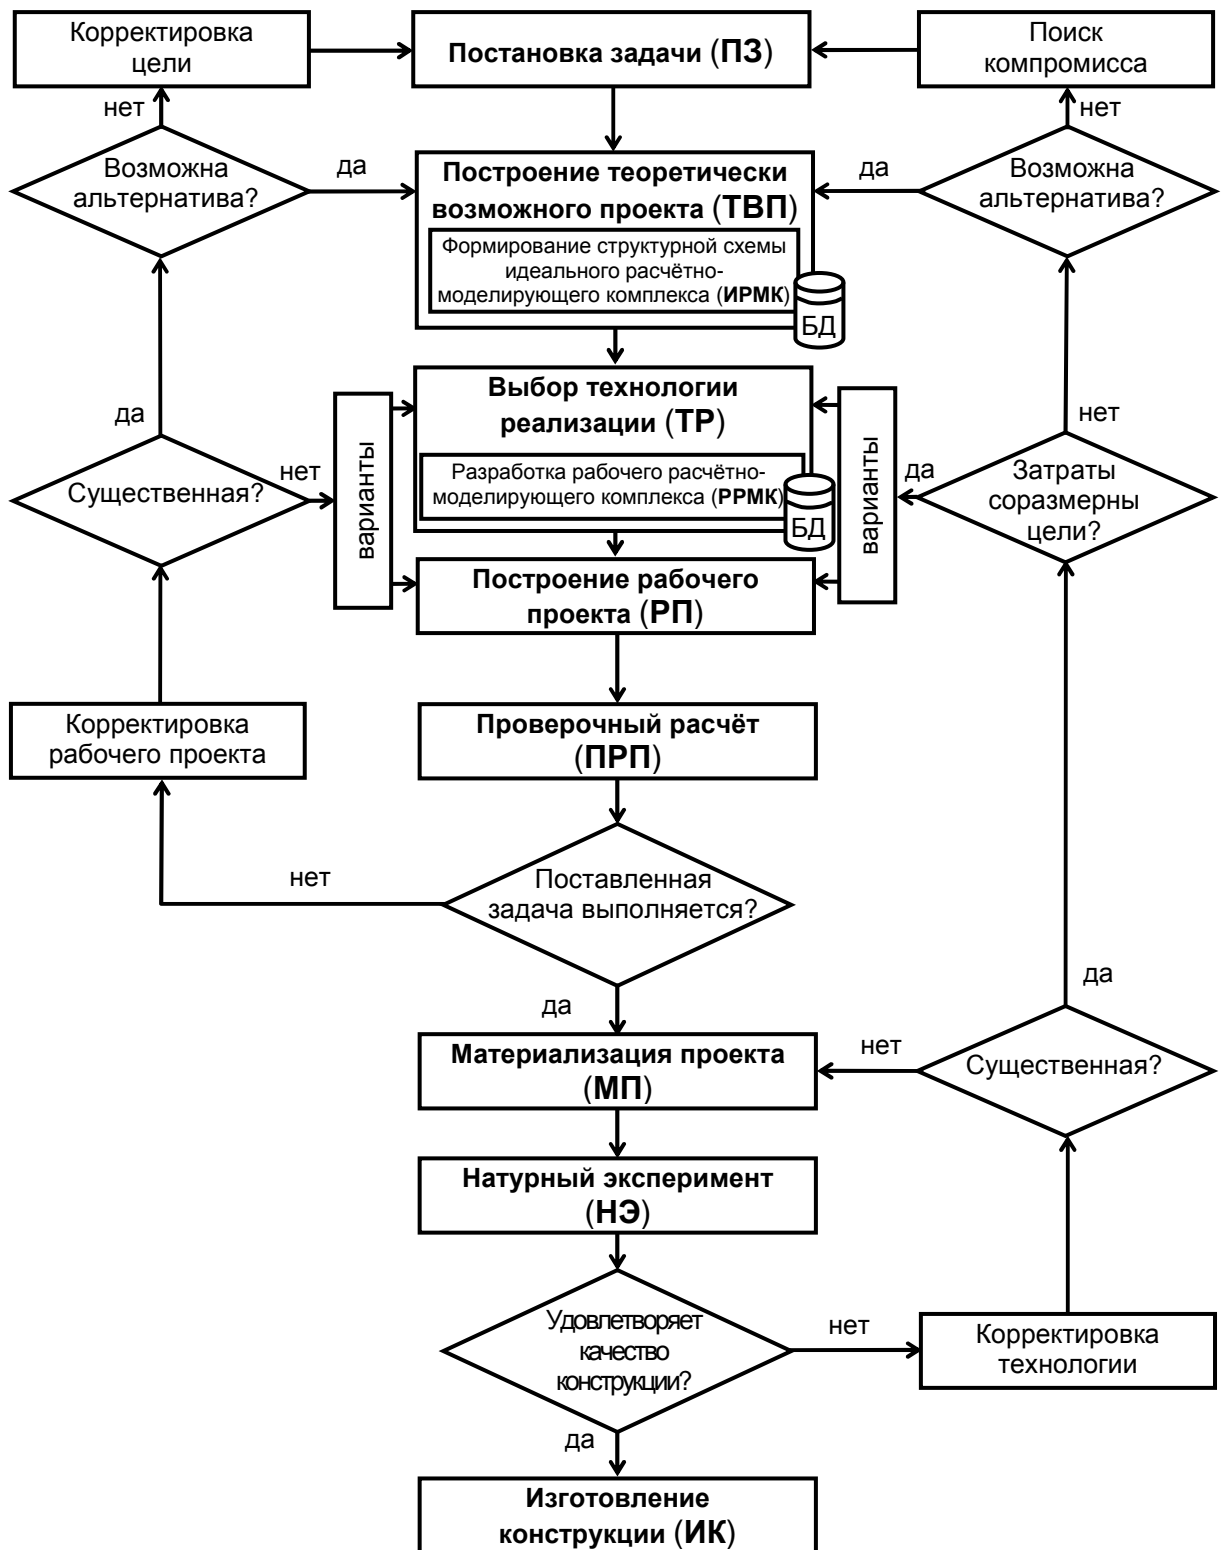 Корректировка
цели
Постановка задачи (ПЗ)
Поиск
компромисса
нет
нет
Возможна
альтернатива?
да
Построение теоретически
возможного проекта (ТВП)
Формирование структурной схемы
идеального расчётно-
моделирующего комплекса (ИРМК)
БД
да
Возможна
альтернатива?
да
Существенная?
нет
варианты
Выбор технологии
реализации (ТР)
Разработка рабочего расчётно-
моделирующего комплекса (РРМК)
БД
варианты
да
нет
Затраты
соразмерны
цели?
Построение рабочего
проекта (РП)
Корректировка
рабочего проекта
Проверочный расчёт
(ПРП)
нет
Поставленная
задача выполняется?
да
да
Материализация проекта
(МП)
нет
Существенная?
Натурный эксперимент
(НЭ)
Удовлетворяет
качество
конструкции?
нет
Корректировка
технологии
да
Изготовление
конструкции (ИК)